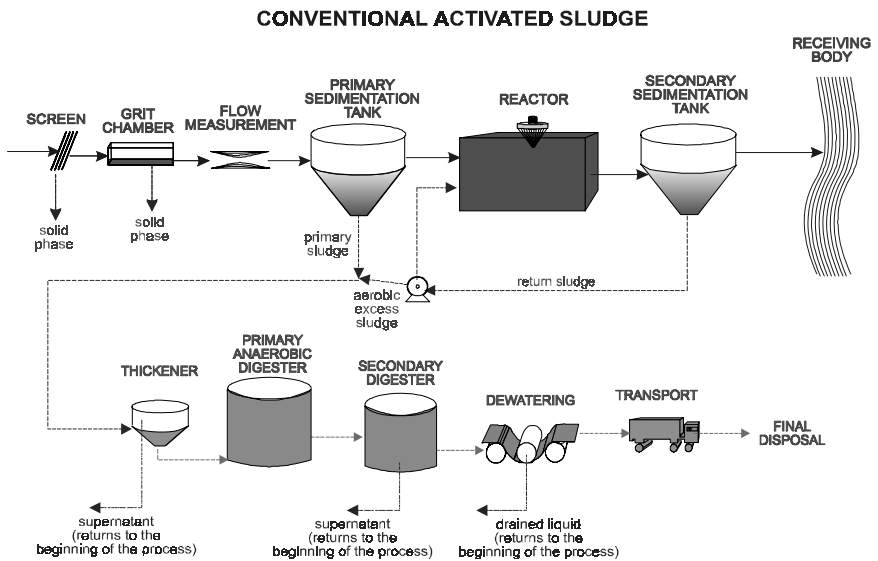 CONVENTIONAL ACTIVATED SLUDGE
RECEIVING
BODY
PRIMARY
SEDIMENTATION
TANK
SECONDARY
SEDIMENTATION
TANK
REACTOR
FLOW
MEASUREMENT
GRIT
CHAMBER
SCREEN
solid
phase
solid
phase
primary
sludge
return sludge
aerobic
excess
sludge
PRIMARY
ANAEROBIC
DIGESTER
SECONDARY
DIGESTER
THICKENER
DEWATERING
TRANSPORT
FINAL
DISPOSAL
supernatant
(returns to the
beginning of the process)
supernatant
(returns to the
beginning of the process)
drained liquid
(returns to the
beginning of the process)